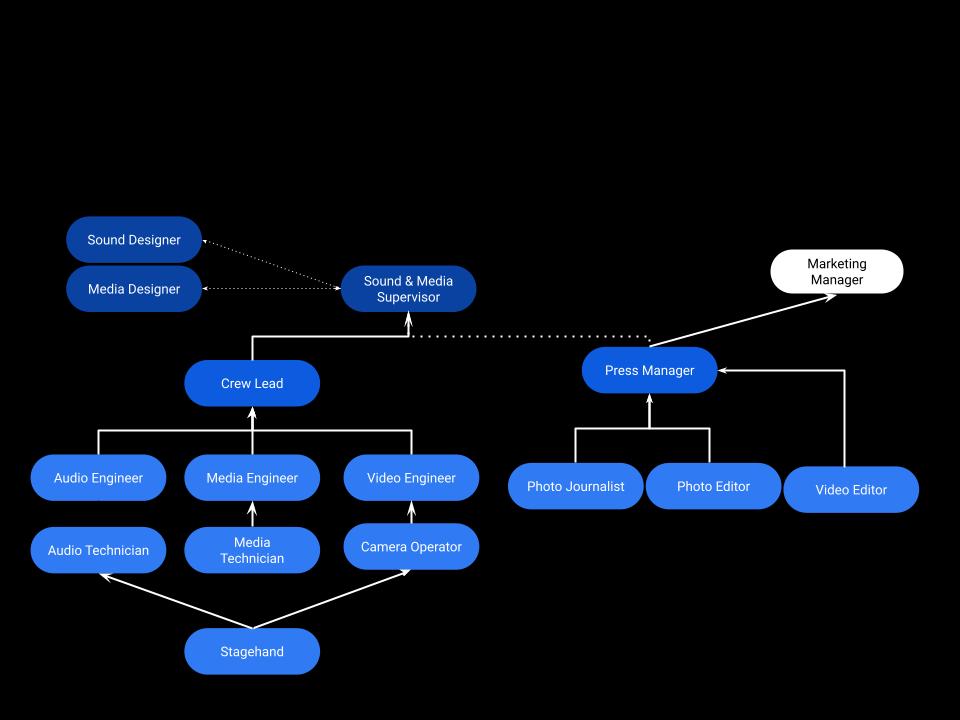 Sound Designer
Media Designer
Sound & Media
Supervisor
Marketing
Manager
Crew Lead
Press Manager
Audio Engineer
Media Engineer
Video Engineer
Photo Journalist
Photo Editor
Video Editor
Audio Technician
Media
Technician
Camera Operator
Stagehand